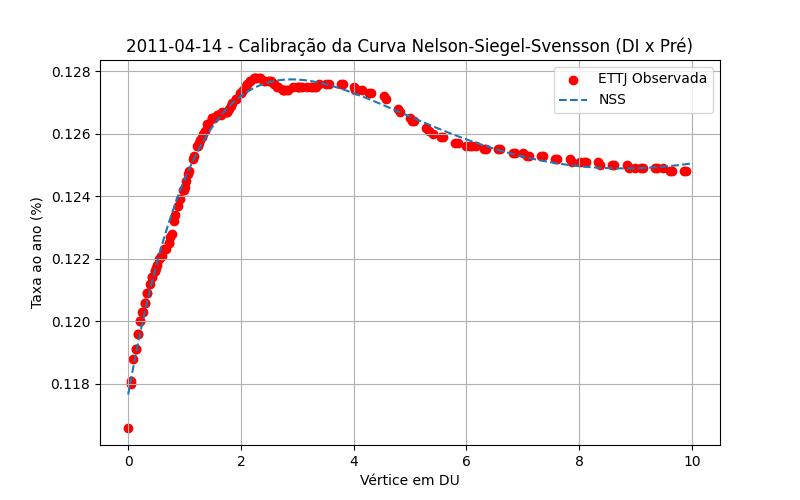 2011-04-14 - Calibração da Curva Nelson-Siegel-Svensson (DI x Pré)
ETTJ Observada
NSS
Taxa ao ano (%)
0.128
0.126
0.124
0.122
0.120
0.118
0 2 4 6 8 10
Vértice em DU